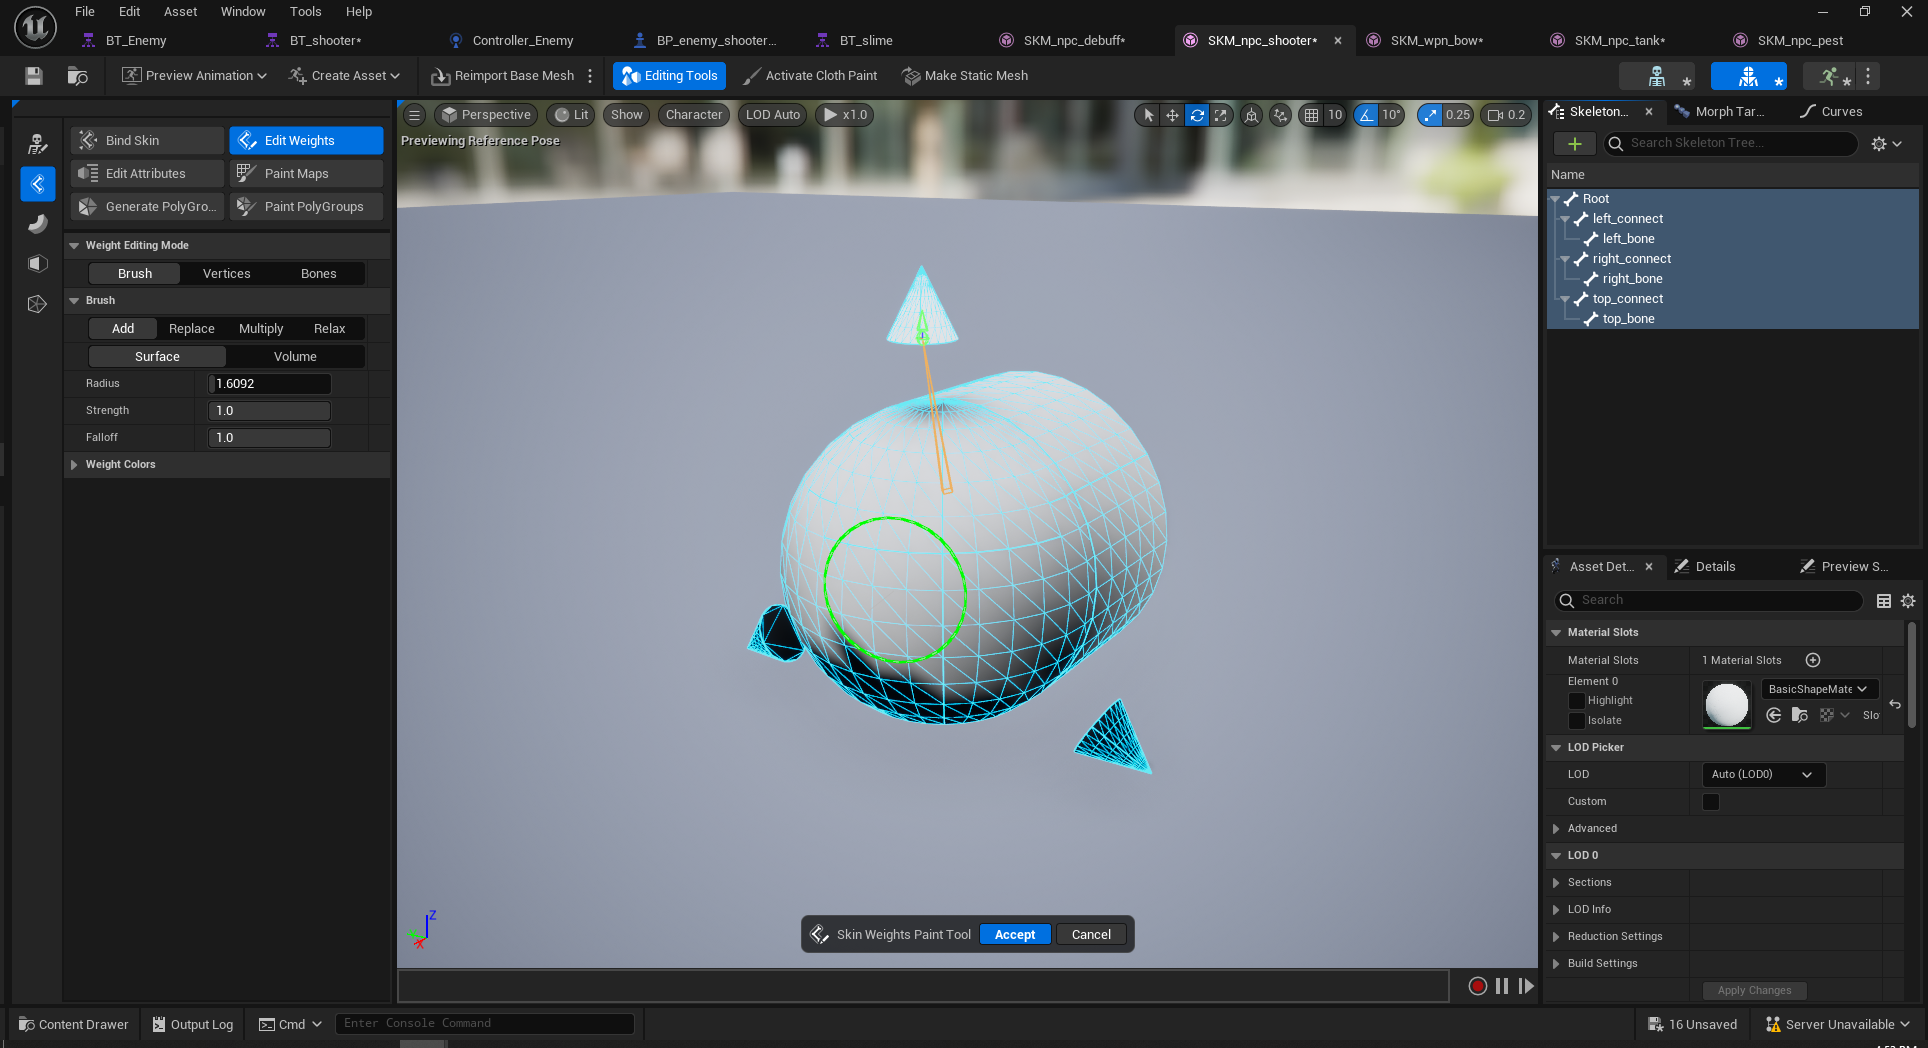 File Edit Asset Window Tools Help
BT_Enemy BT_shooter* Controller_Enemy BP_enemy_shooter... BT_slime SKM_npc_debuff* SKM_npc_shooter* SKM_wpn_bow* SKM_npc_tank* SKM_npc_pest
Preview Animation Create Asset Reimport Base Mesh Editing Tools Activate Cloth Paint Make Static Mesh
Bind Skin Edit Weights
Edit Attributes Paint Maps
Generate PolyGro... Paint PolyGroups
Weight Editing Mode
Brush Vertices Bones
Brush
Add Replace Multiply Relax
Surface Volume
Radius 1.6092
Strength 1.0
Falloff 1.0
Weight Colors
Perspective Lit Show Character LOD Auto x1.0 10 10° 0.25 0.2
Previewing Reference Pose
Z
X
Skin Weights Paint Tool Accept Cancel
Skeleton... Morph Tar... Curves
Search Skeleton Tree...
Name
Root
left_connect
left_bone
right_connect
right_bone
top_connect
top_bone
Asset Det... Details Preview S...
Search
Material Slots
Material Slots 1 Material Slots
Element 0
Highlight
Isolate
BasicShapeMate
Slo
LOD Picker
LOD Auto (LOD0)
Custom
Advanced
LOD 0
Sections
LOD Info
Reduction Settings
Build Settings
Apply Changes
Content Drawer Output Log Cmd Enter Console Command 16 Unsaved Server Unavailable